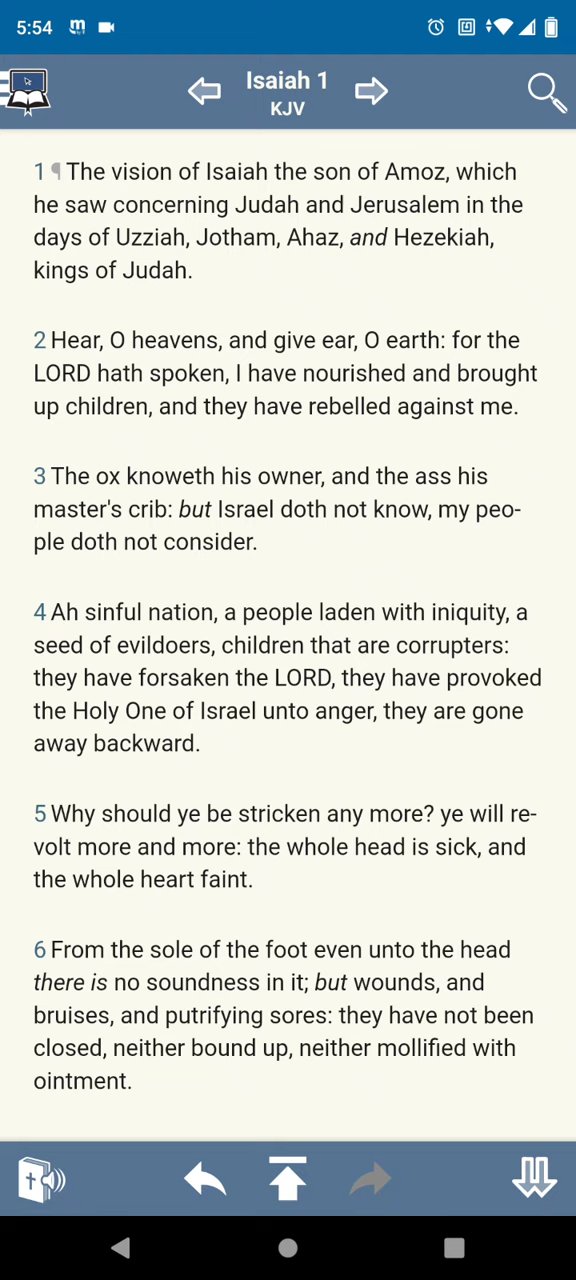 5:54
Isaiah 1
KJV
1 ¶ The vision of Isaiah the son of Amoz, which
he saw concerning Judah and Jerusalem in the
days of Uzziah, Jotham, Ahaz, and Hezekiah,
kings of Judah.
2 Hear, O heavens, and give ear, O earth: for the
LORD hath spoken, I have nourished and brought
up children, and they have rebelled against me.
3 The ox knoweth his owner, and the ass his
master's crib: but Israel doth not know, my peo-
ple doth not consider.
4 Ah sinful nation, a people laden with iniquity, a
seed of evildoers, children that are corrupters:
they have forsaken the LORD, they have provoked
the Holy One of Israel unto anger, they are gone
away backward.
5 Why should ye be stricken any more? ye will re-
volt more and more: the whole head is sick, and
the whole heart faint.
6 From the sole of the foot even unto the head
there is no soundness in it; but wounds, and
bruises, and putrifying sores: they have not been
closed, neither bound up, neither mollified with
ointment.